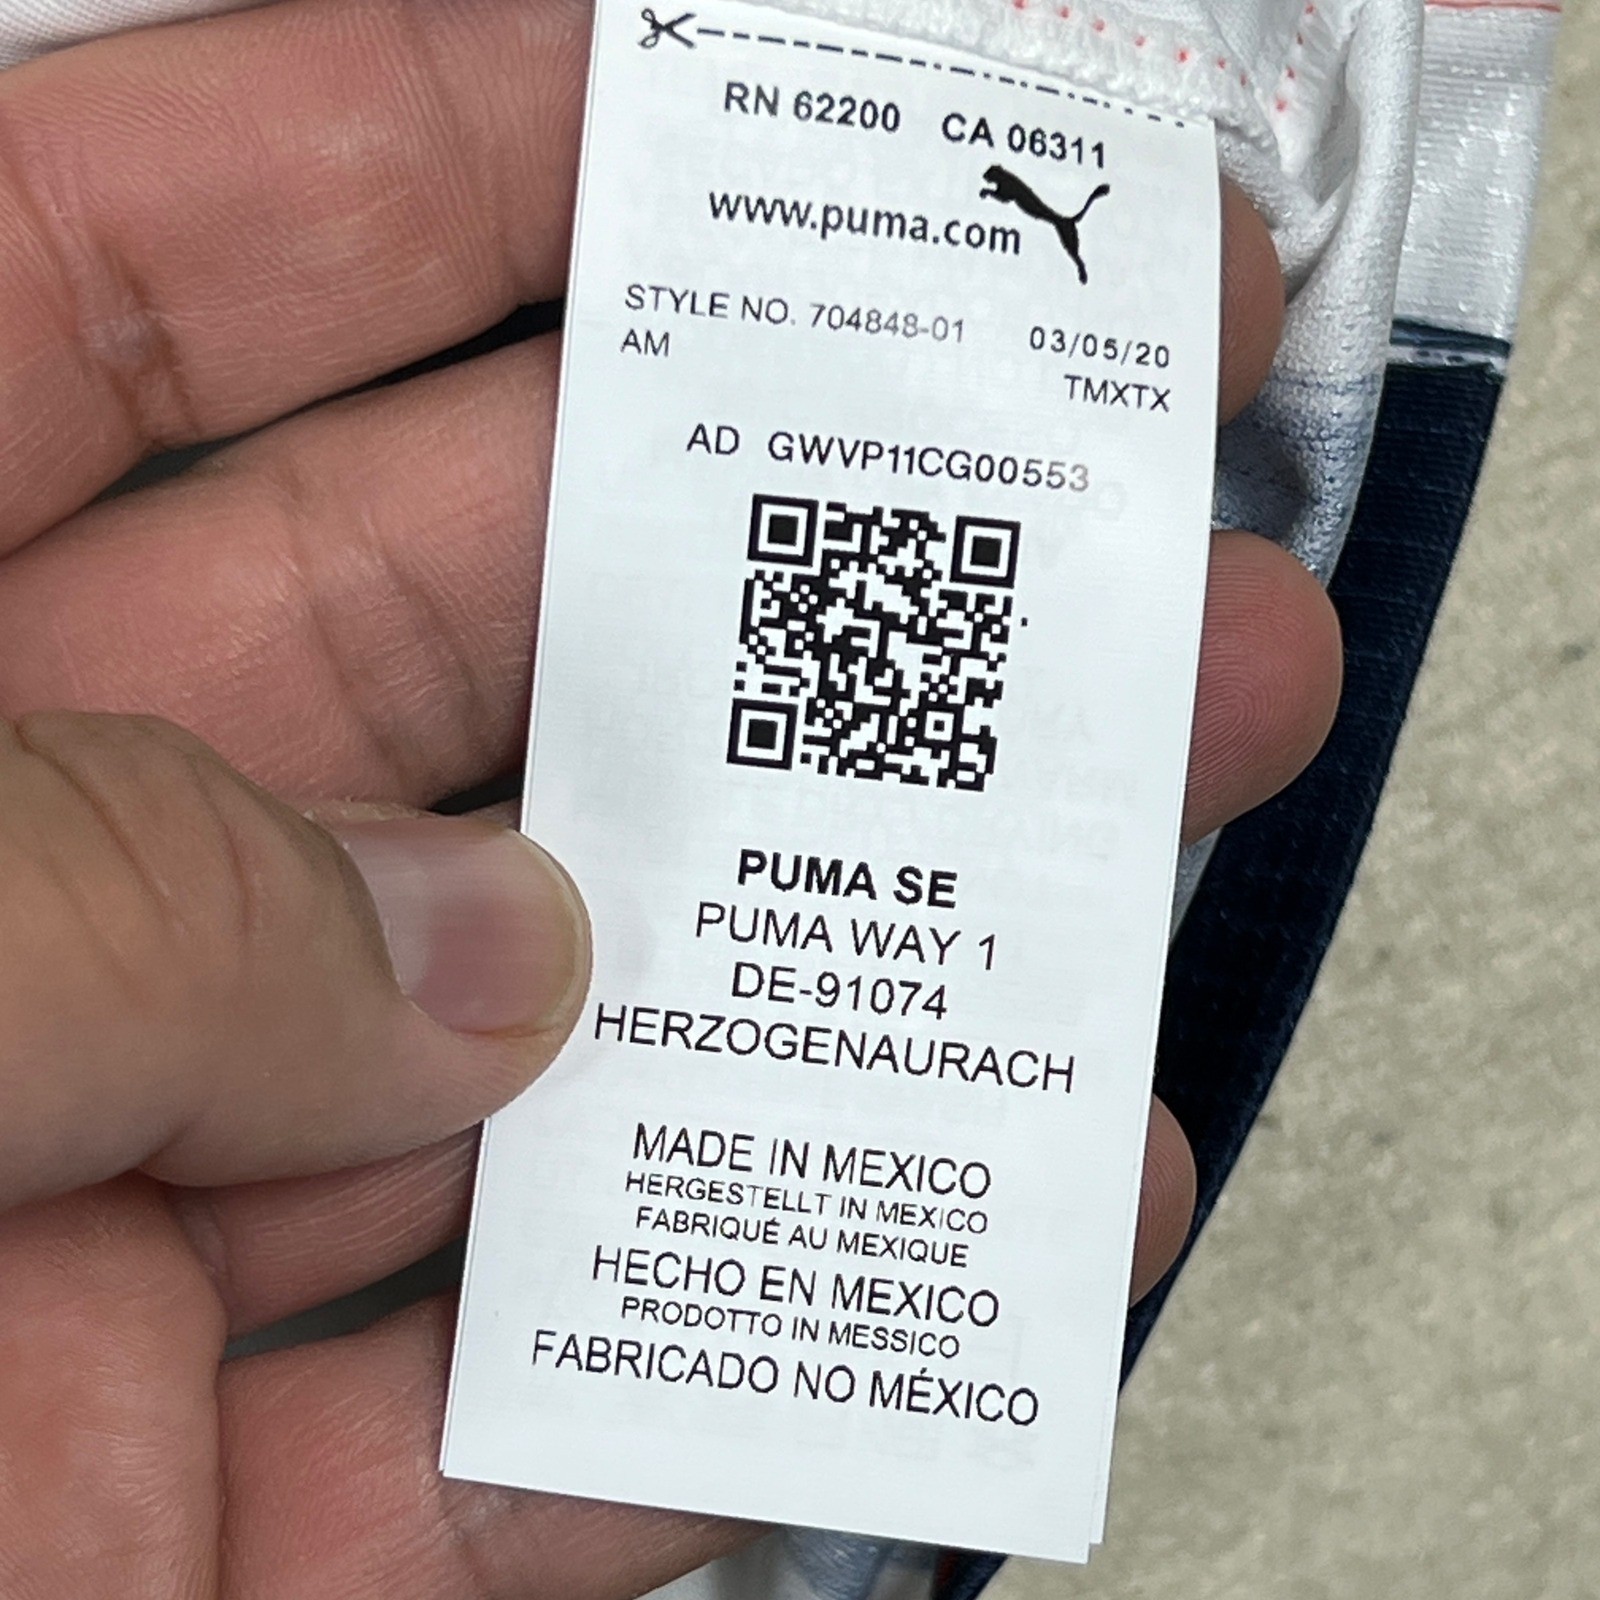 RN 62200 CA 06311
www.puma.com
STYLE NO. 704848-01 03/05/20
AM TMXTX
AD GWVP11CG00553
PUMA SE
PUMA WAY 1
DE-91074
HERZOGENAURACH
MADE IN MEXICO
HERGESTELLT IN MEXICO
FABRIQUÉ AU MEXIQUE
HECHO EN MEXICO
PRODOTTO IN MESSICO
FABRICADO NO MÉXICO